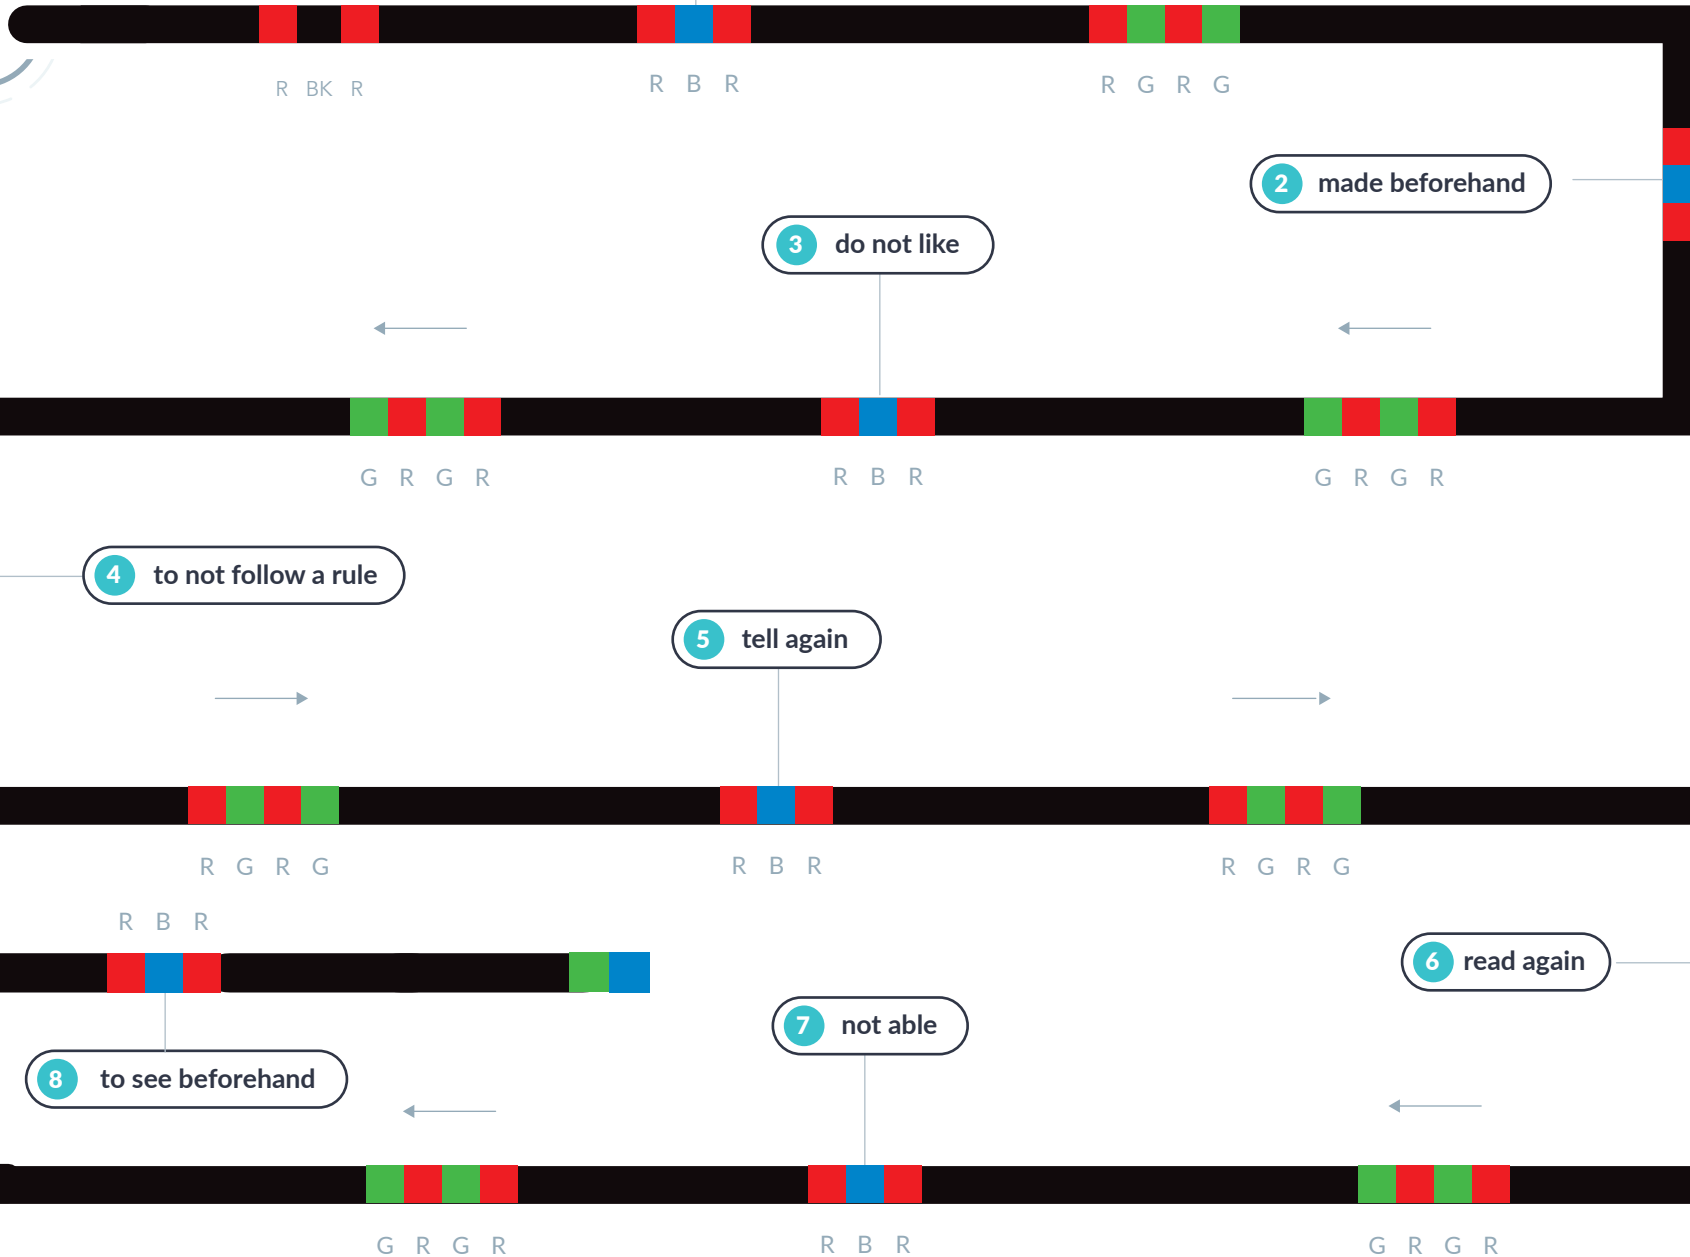 R BK R
R B R
R G R G
2 made beforehand
3 do not like
G R G R
R B R
G R G R
4 to not follow a rule
5 tell again
R G R G
R B R
R G R G
R B R
6 read again
7 not able
8 to see beforehand
G R G R
R B R
G R G R